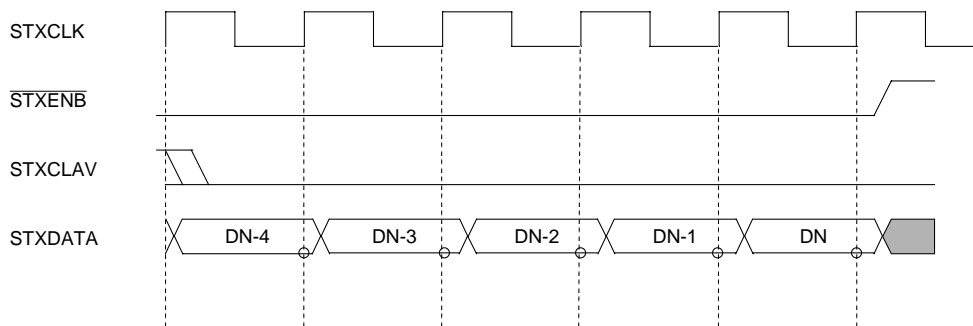 STXCLK
STXENB
STXCLAV
STXDATA DN-4 DN-3 DN-2 DN-1 DN